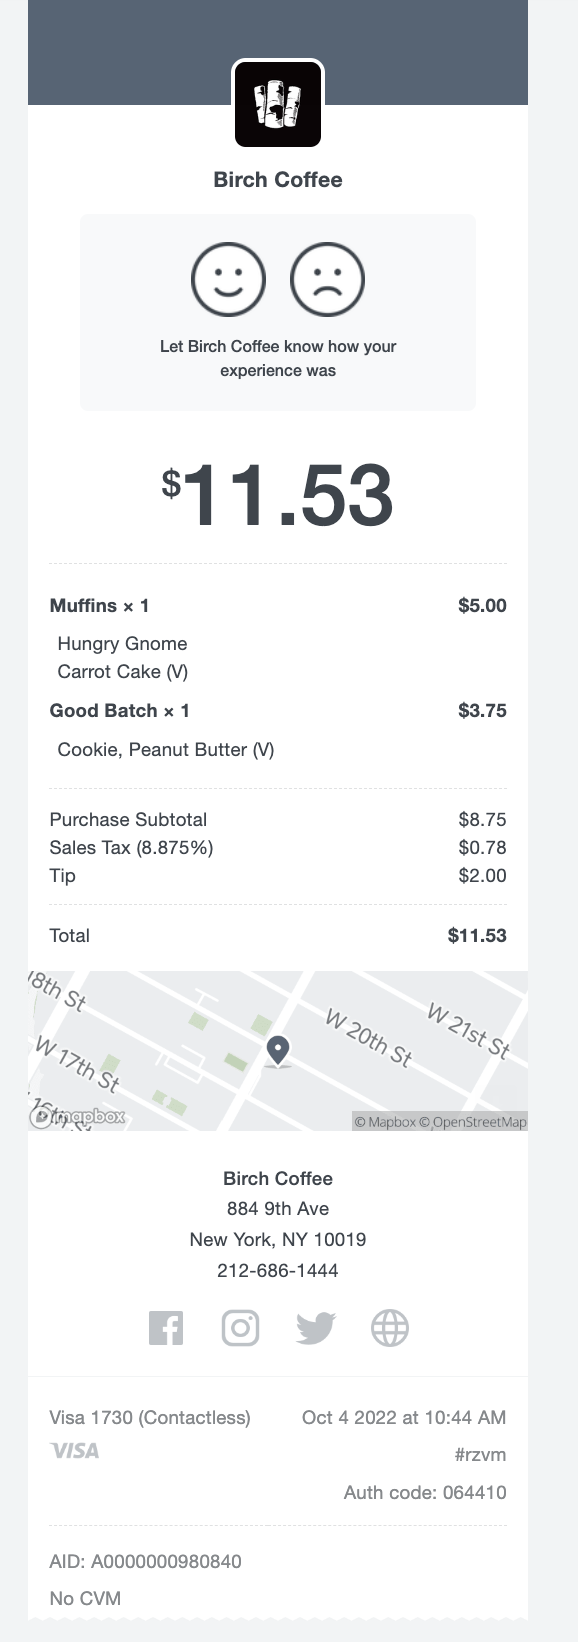 Birch Coffee
Let Birch Coffee know how your
experience was
$11.53
Muffins × 1 $5.00
Hungry Gnome
Carrot Cake (V)
Good Batch × 1 $3.75
Cookie, Peanut Butter (V)
Purchase Subtotal $8.75
Sales Tax (8.875%) $0.78
Tip $2.00
Total $11.53
18th St
W 17th St
W 20th St
W 21st St
16th St
mapbox
© Mapbox © OpenStreetMap
Birch Coffee
884 9th Ave
New York, NY 10019
212-686-1444
Visa 1730 (Contactless) Oct 4 2022 at 10:44 AM
VISA #rzvm
Auth code: 064410
AID: A0000000980840
No CVM